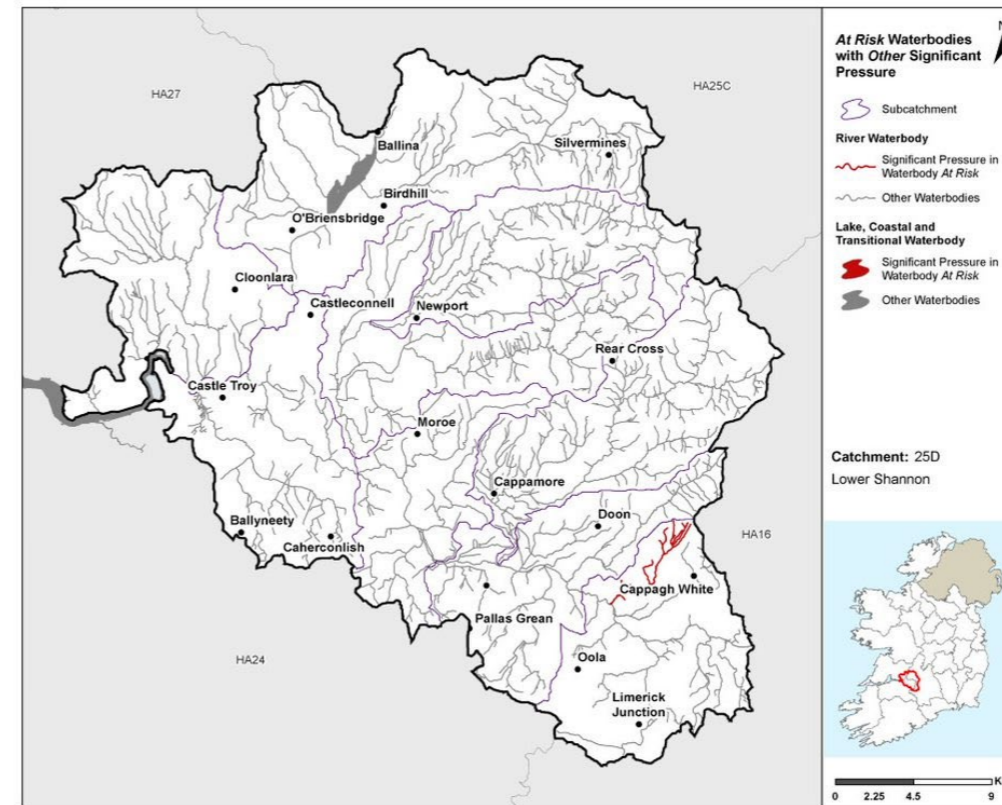 HA27
HA25C
Ballina
Silvermines
Birdhill
O'Briensbridge
Cloonlara
Castleconnell
Newport
Rear Cross
Castle Troy
Moroe
Cappamore
Ballyneety
Doon
Caherconlish
HA16
Cappagh White
Pallas Grean
HA24
Oola
Limerick
Junction
N
At Risk Waterbodies
with Other Significant
Pressure
Subcatchment
River Waterbody
Significant Pressure in
Waterbody At Risk
Other Waterbodies
Lake, Coastal and
Transitional Waterbody
Significant Pressure in
Waterbody At Risk
Other Waterbodies
Catchment: 25D
Lower Shannon
K
0 2.25 4.5 9